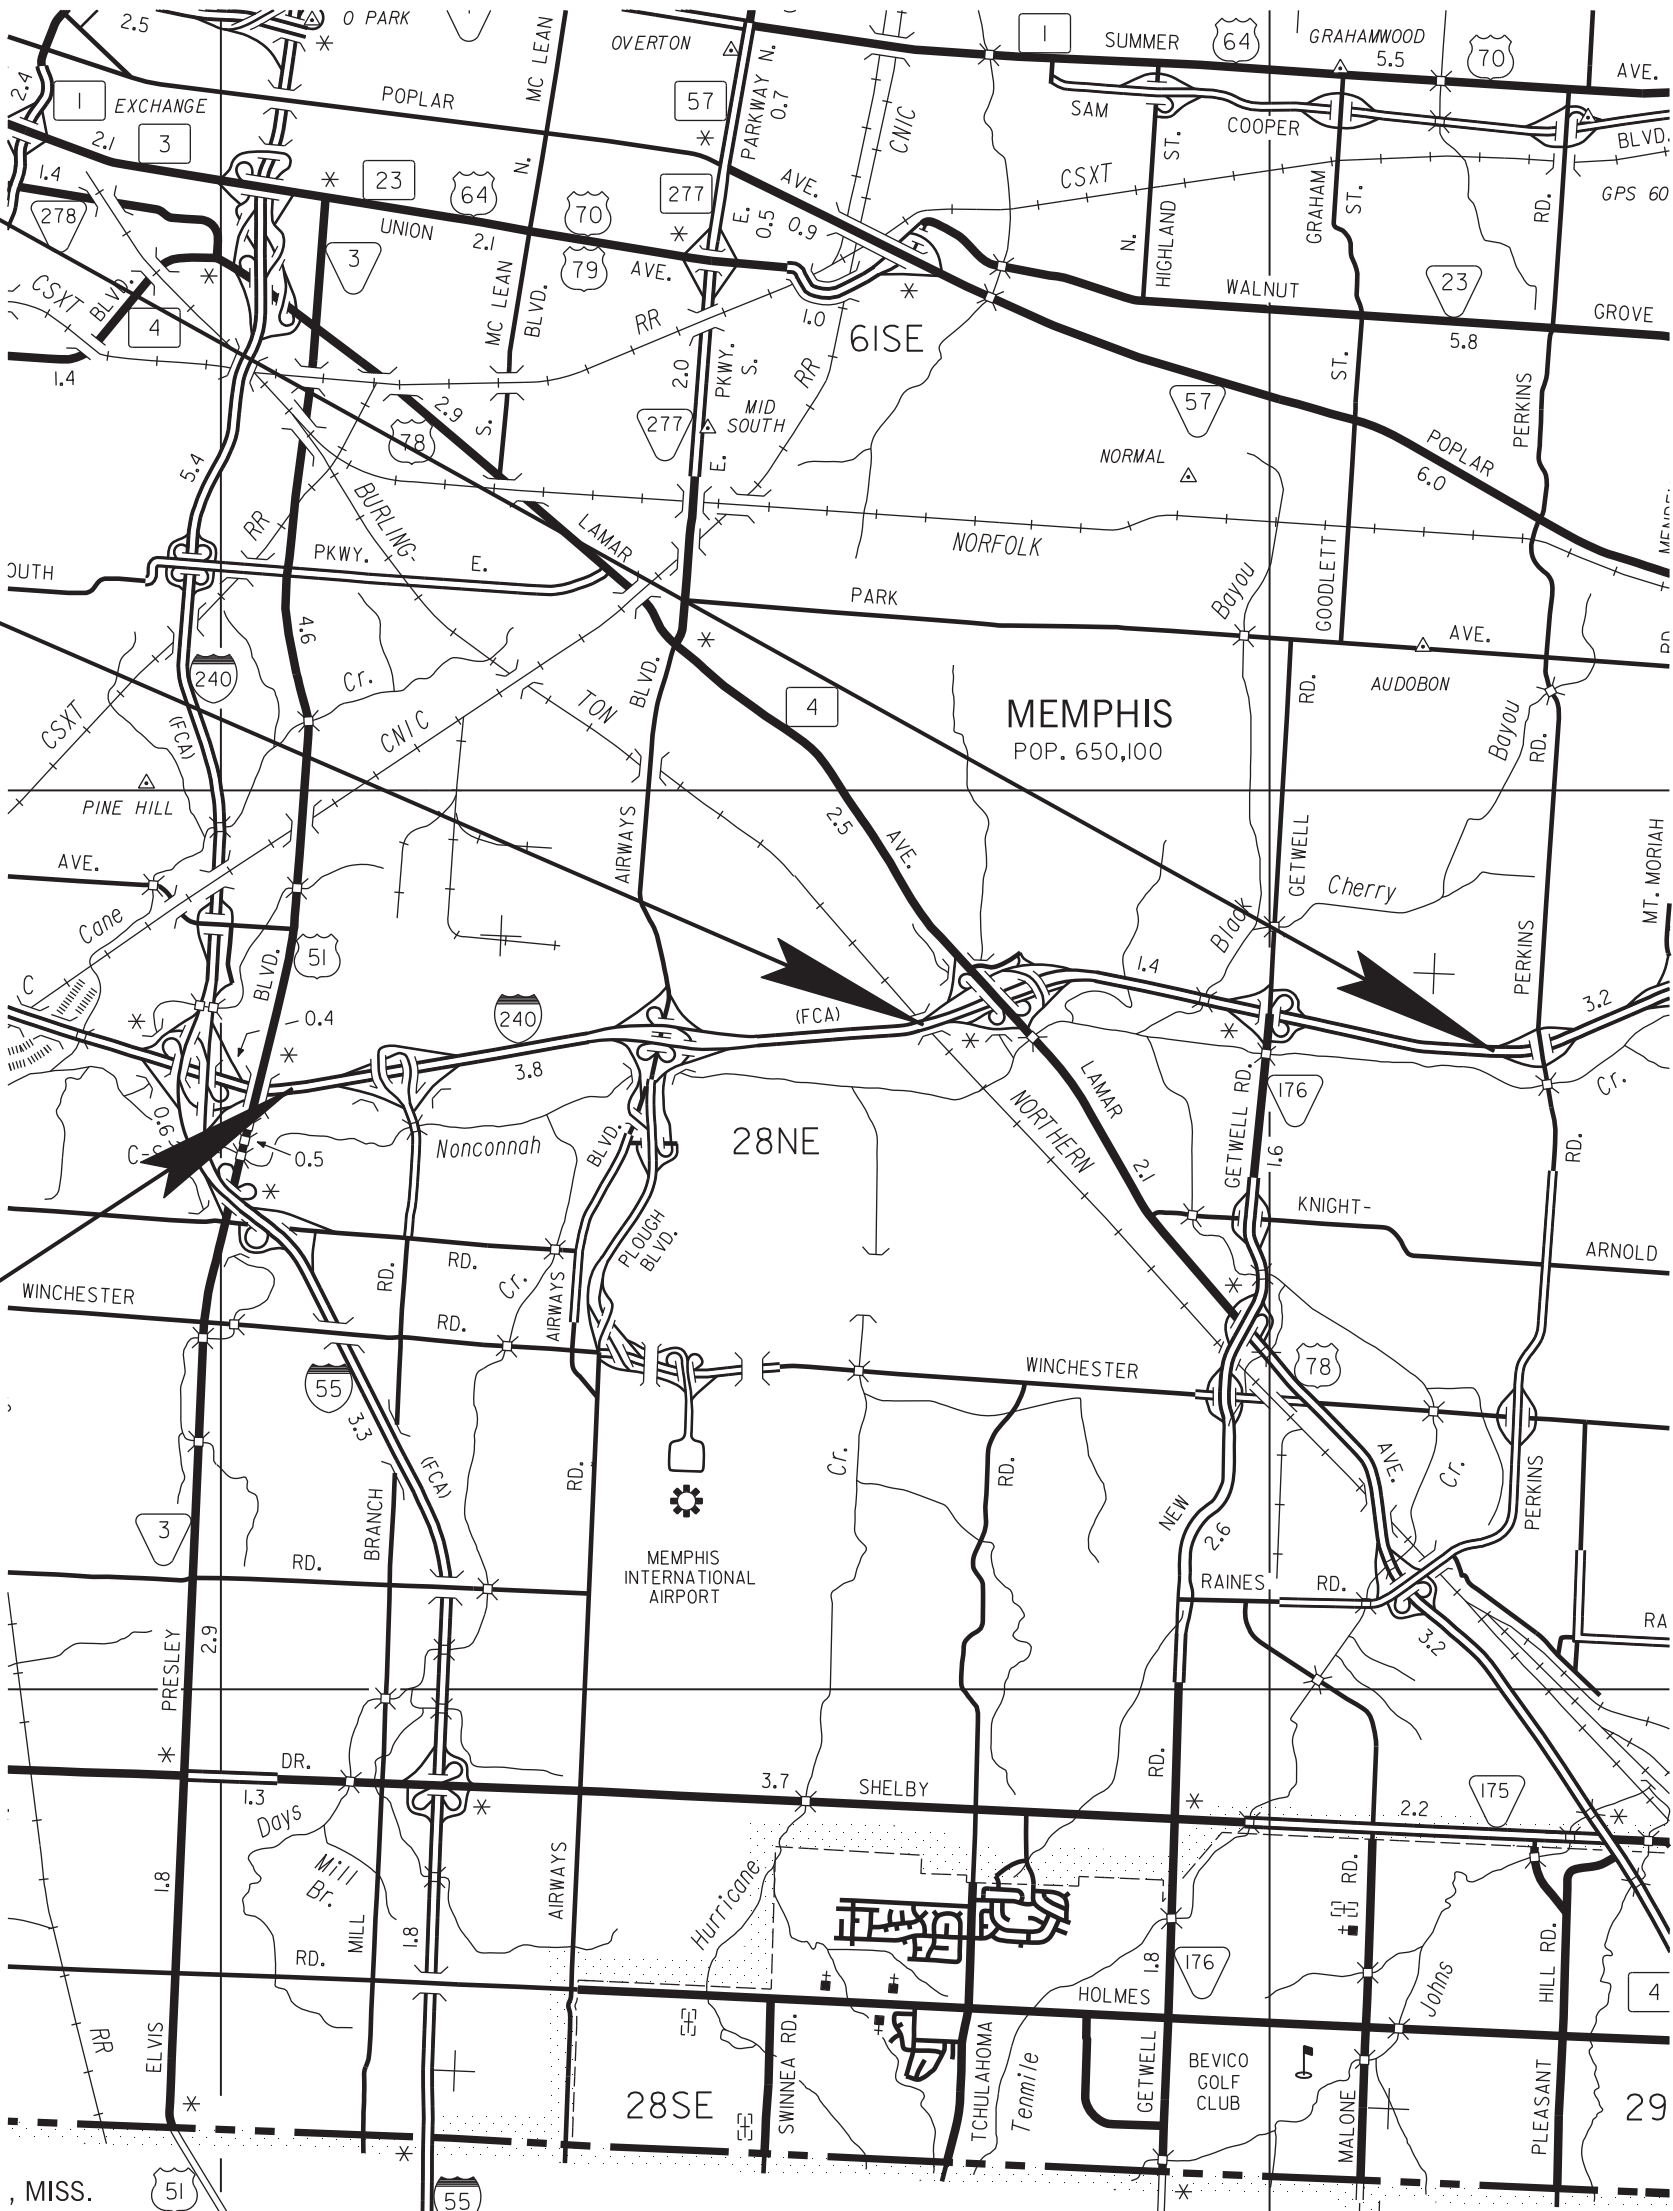 2.5
O PARK
MC LEAN
OVERTON
PARKWAY N.
0.7
1
SUMMER
64
GRAHAMWOOD
5.5
70
AVE.
2.4
1
EXCHANGE
POPLAR
57
CNIC
SAM
COOPER
BLVD.
2.1
3
1.4
278
23
64
N.
70
277
AVE.
E.
0.5
0.9
CSXT
ST.
N.
HIGHLAND
GRAHAM
ST.
RD.
GPS 60
UNION
2.1
79
AVE.
3
CSXT
BLVD.
4
MC LEAN
BLVD.
RR
1.0
61SE
WALNUT
23
GROVE
5.8
1.4
2.0
PKWY.
S.
RR
ST.
PERKINS
2.9
S.
78
277
MID
SOUTH
E.
57
POPLAR
6.0
NORMAL
5.4
RR
BURLING-
LAMAR
NORFOLK
OUTH
PKWY.
E.
PARK
Bayou
GOODLETT
AVE.
4.6
240
Cr.
(FCA)
CSXT
CNIC
TON
BLVD.
4
MEMPHIS
POP. 650,100
RD.
AUDOBON
Bayou
RD.
PINE HILL
AIRWAYS
2.5
AVE.
GETWELL
MT. MORIAH
AVE.
Cane
Cherry
Black
PERKINS
51
BLVD.
C
0.4
240
(FCA)
1.4
3.2
3.8
Cr.
0.6
0.5
Nonconnah
BLVD.
28NE
NORTHERN
LAMAR
2.1
GETWELL RD.
176
1.6
RD.
KNIGHT-
ARNOLD
PLOUGH
BLVD.
RD.
RD.
Cr.
AIRWAYS
WINCHESTER
RD.
WINCHESTER
78
55
3.3
(FCA)
Cr.
RD.
RD.
AVE.
Cr.
PERKINS
NEW
2.6
3
BRANCH
RD.
MEMPHIS
INTERNATIONAL
AIRPORT
RAINES
RD.
RA
3.2
PRESLEY
2.9
DR.
1.3
3.7
SHELBY
RD.
175
2.2
Days
Mill
Br.
AIRWAYS
Hurricane
RD.
1.8
MILL
1.8
RD.
1.8
176
HOLMES
Johns
HILL RD.
4
RR
ELVIS
28SE
SWINNEA RD.
TCHULAHOMA
Tenmile
GETWELL
BEVICO
GOLF
CLUB
MALONE
PLEASANT
29
, MISS.
51
55